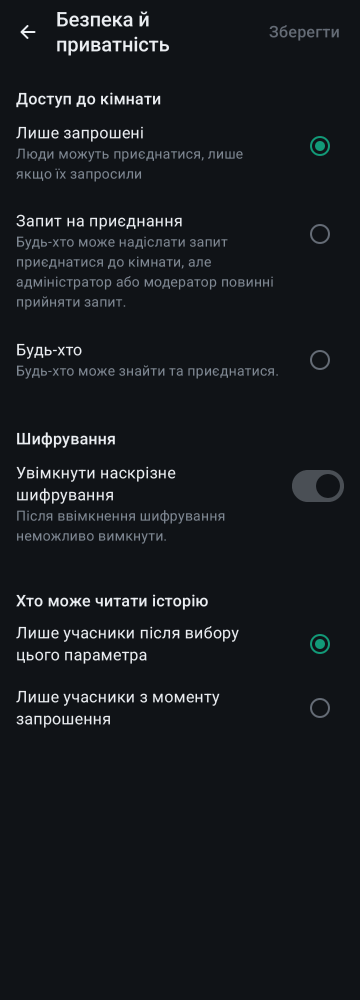 Безпека й
приватність
Зберегти
Доступ до кімнати
Лише запрошені
Люди можуть приєднатися, лише
якщо їх запросили
Запит на приєднання
Будь-хто може надіслати запит
приєднатися до кімнати, але
адміністратор або модератор повинні
прийняти запит.
Будь-хто
Будь-хто може знайти та приєднатися.
Шифрування
Увімкнути наскрізне
шифрування
Після ввімкнення шифрування
неможливо вимкнути.
Хто може читати історію
Лише учасники після вибору
цього параметра
Лише учасники з моменту
запрошення